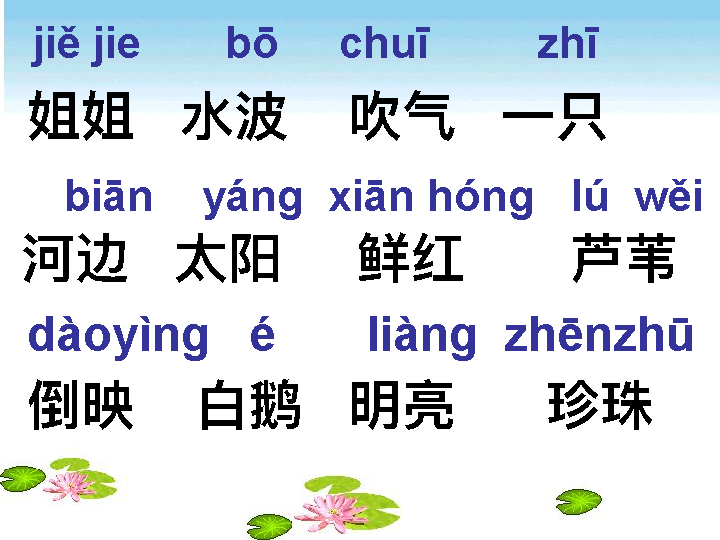 jiě jie bō chuī zhī
姐姐 水波 吹气 一只
biān yáng xiān hóng lú wěi
河边 太阳 鲜红 芦苇
dàoyìng é liàng zhēnzhū
倒映 白鹅 明亮 珍珠